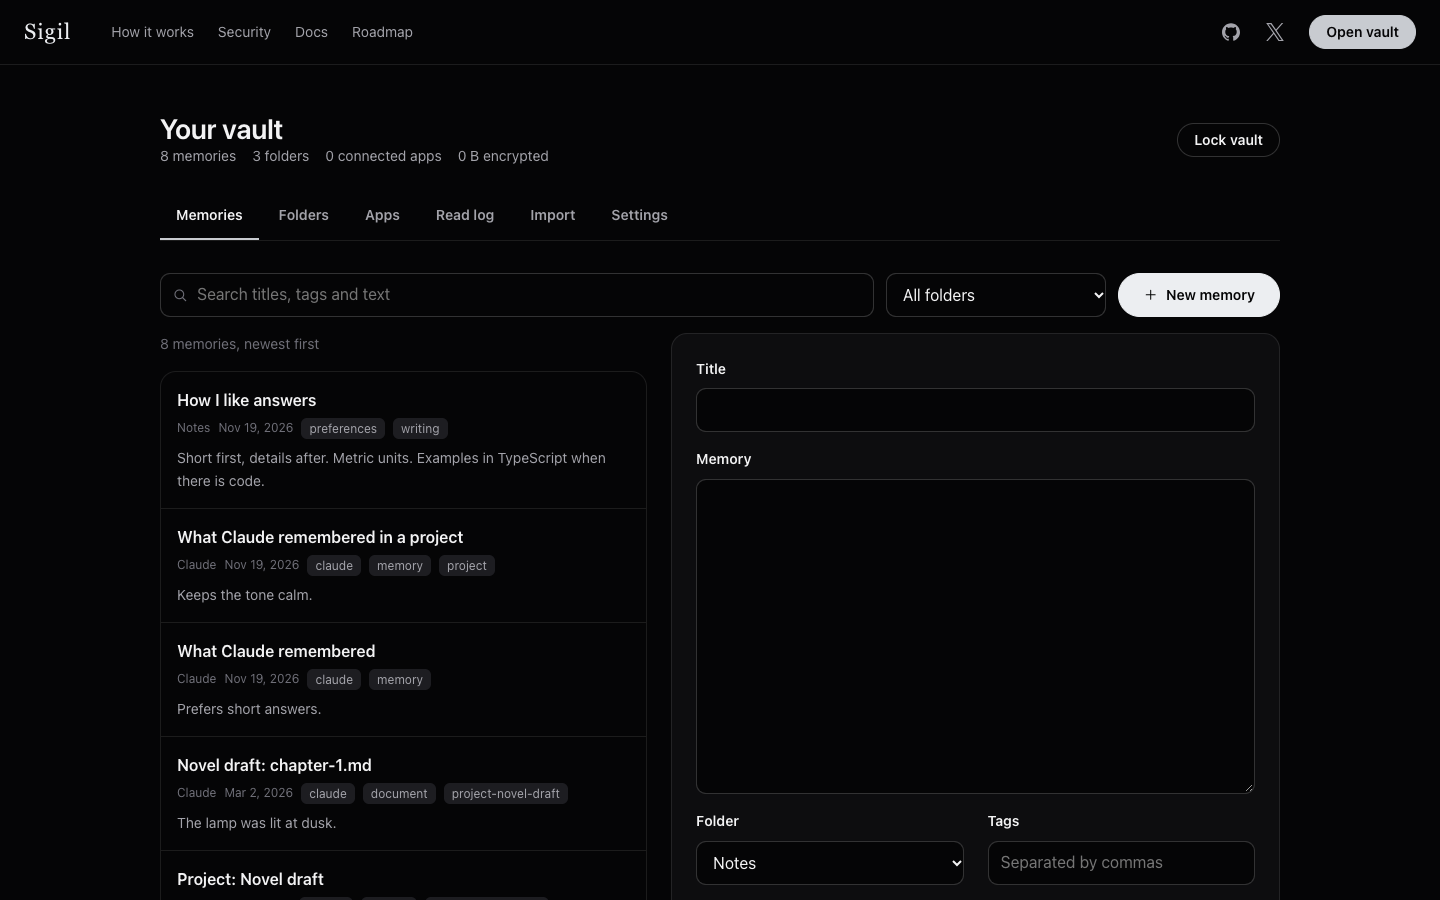 Sigil
How it works
Security
Docs
Roadmap
Open vault
Your vault
8 memories 3 folders 0 connected apps 0 B encrypted
Lock vault
Memories
Folders
Apps
Read log
Import
Settings
Search titles, tags and text
All folders
New memory
8 memories, newest first
How I like answers
Notes Nov 19, 2026 preferences writing
Short first, details after. Metric units. Examples in TypeScript when
there is code.
What Claude remembered in a project
Claude Nov 19, 2026 claude memory project
Keeps the tone calm.
What Claude remembered
Claude Nov 19, 2026 claude memory
Prefers short answers.
Novel draft: chapter-1.md
Claude Mar 2, 2026 claude document project-novel-draft
The lamp was lit at dusk.
Project: Novel draft
Title
Memory
Folder
Notes
Tags
Separated by commas